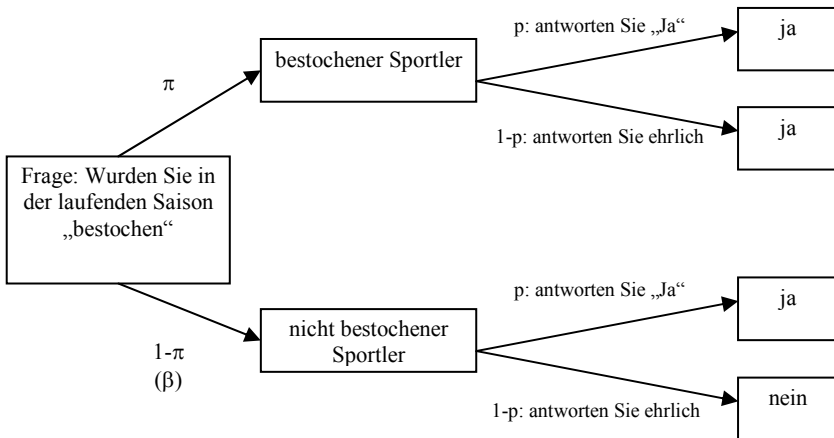 p: antworten Sie „Ja“
ja
bestochener Sportler
π
1-p: antworten Sie ehrlich
ja
Frage: Wurden Sie in
der laufenden Saison
„bestochen“
p: antworten Sie „Ja“
ja
nicht bestochener
Sportler
1-π
(β)
1-p: antworten Sie ehrlich
nein